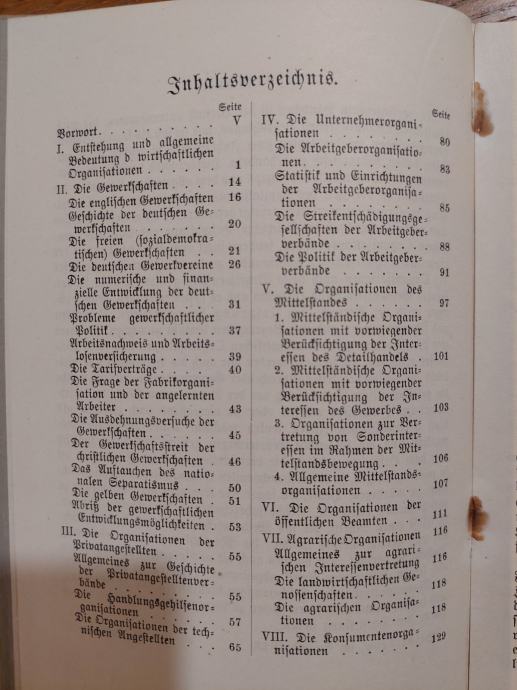 Inhaltsverzeichnis.
Seite
Vorwort. . . . . . . . . . V
I. Entstehung und allgemeine
Bedeutung d wirtschaftlichen
Organisationen . . . . . . 1
II. Die Gewerkschaften . . . . 14
Die englischen Gewerkschaften 16
Geschichte der deutschen Ge-
werkschaften . . . . . . . 20
Die freien (sozialdemokra-
tischen) Gewerkschaften . . 21
Die deutschen Gewerkvereine 26
Die numerische und finan-
zielle Entwicklung der deut-
schen Gewerkschaften . . . 31
Probleme gewerkschaftlicher
Politik . . . . . . . . . 37
Arbeitsnachweis und Arbeits-
losenversicherung . . . . . 39
Die Tarifverträge . . . . . 40
Die Frage der Fabrikorgani-
sation und der angelernten
Arbeiter . . . . . . . . 43
Die Ausdehnungsversuche der
Gewerkschaften . . . . . . 45
Der Gewerkschaftsstreit der
christlichen Gewerkschaften . 46
Das Auftauchen des natio-
nalen Separatismus . . . 50
Die gelben Gewerkschaften . 51
Abriß der gewerkschaftlichen
Entwicklungsmöglichkeiten . 53
III. Die Organisationen der
Privatangestellten . . . . . 55
Allgemeines zur Geschichte
der Privatangestelltenver-
bände . . . . . . . . . 55
Die Handlungsgehilfenor-
ganisationen . . . . . . 57
Die Organisationen der tech-
nischen Angestellten . . . 65
Seite
IV. Die Unternehmerorgani-
sationen . . . . . . . . 80
Die Arbeitgeberorganisatio-
nen . . . . . . . . . . 83
Statistik und Einrichtungen
der Arbeitgeberorganisa-
tionen . . . . . . . . . 85
Die Streikentschädigungsge-
sellschaften der Arbeitgeber-
verbände . . . . . . . . 88
Die Politik der Arbeitgeber-
verbände . . . . . . . . 91
V. Die Organisationen des
Mittelstandes . . . . . . . 97
1. Mittelständische Organi-
sationen mit vorwiegender
Berücksichtigung der Inter-
essen des Detailhandels . 101
2. Mittelständische Organi-
sationen mit vorwiegender
Berücksichtigung der In-
teressen des Gewerbes . . 103
3. Organisationen zur Ver-
tretung von Sonderinter-
essen im Rahmen der Mit-
telstandsbewegung . . . 106
4. Allgemeine Mittelstands-
organisationen . . . . . 107
VI. Die Organisationen der
öffentlichen Beamten . . . 111
VII. Agrarische Organisationen 116
Allgemeines zur agrari-
schen Interessenvertretung 116
Die landwirtschaftlichen Ge-
nossenschaften. . . . . . 118
Die agrarischen Organisa-
tionen . . . . . . . . . 118
VIII. Die Konsumentenorga-
nisationen . . . . . . . 129